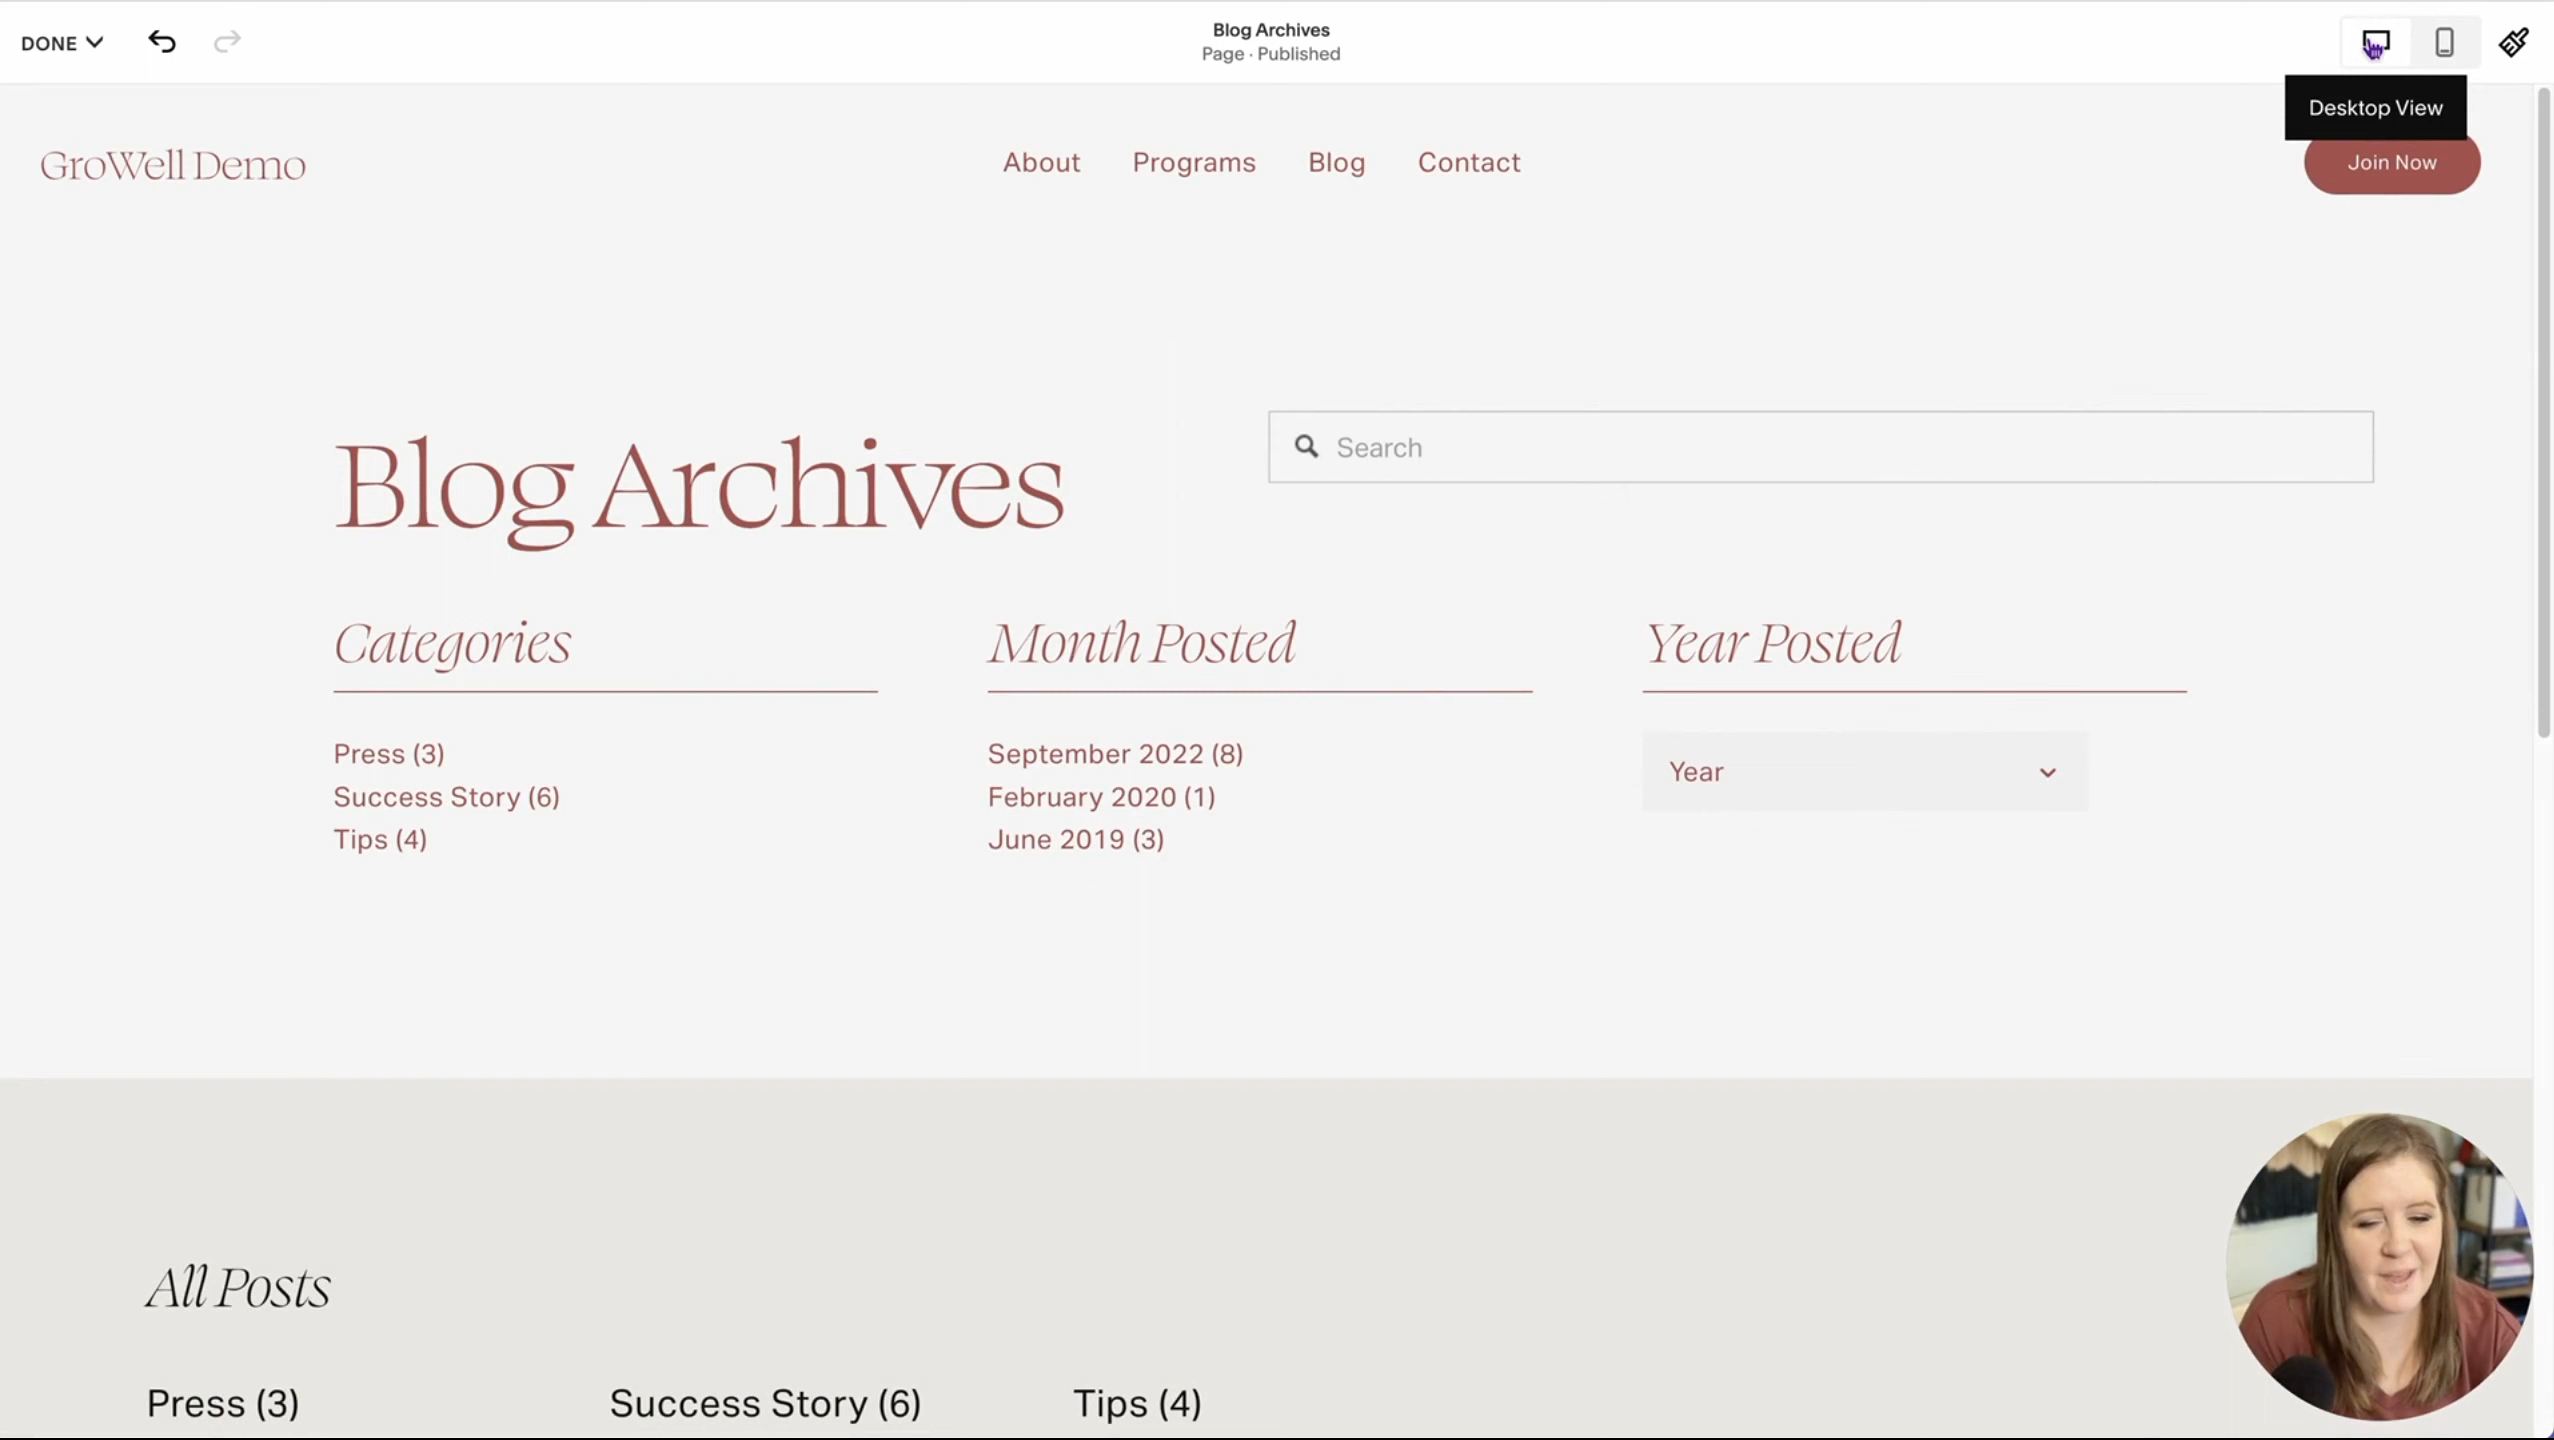 DONE
Blog Archives
Page · Published
Desktop View
GroWell Demo
About
Programs
Blog
Contact
Join Now
Blog Archives
Search
Categories
Month Posted
Year Posted
Press (3)
Success Story (6)
Tips (4)
September 2022 (8)
February 2020 (1)
June 2019 (3)
Year
All Posts
Press (3)
Success Story (6)
Tips (4)